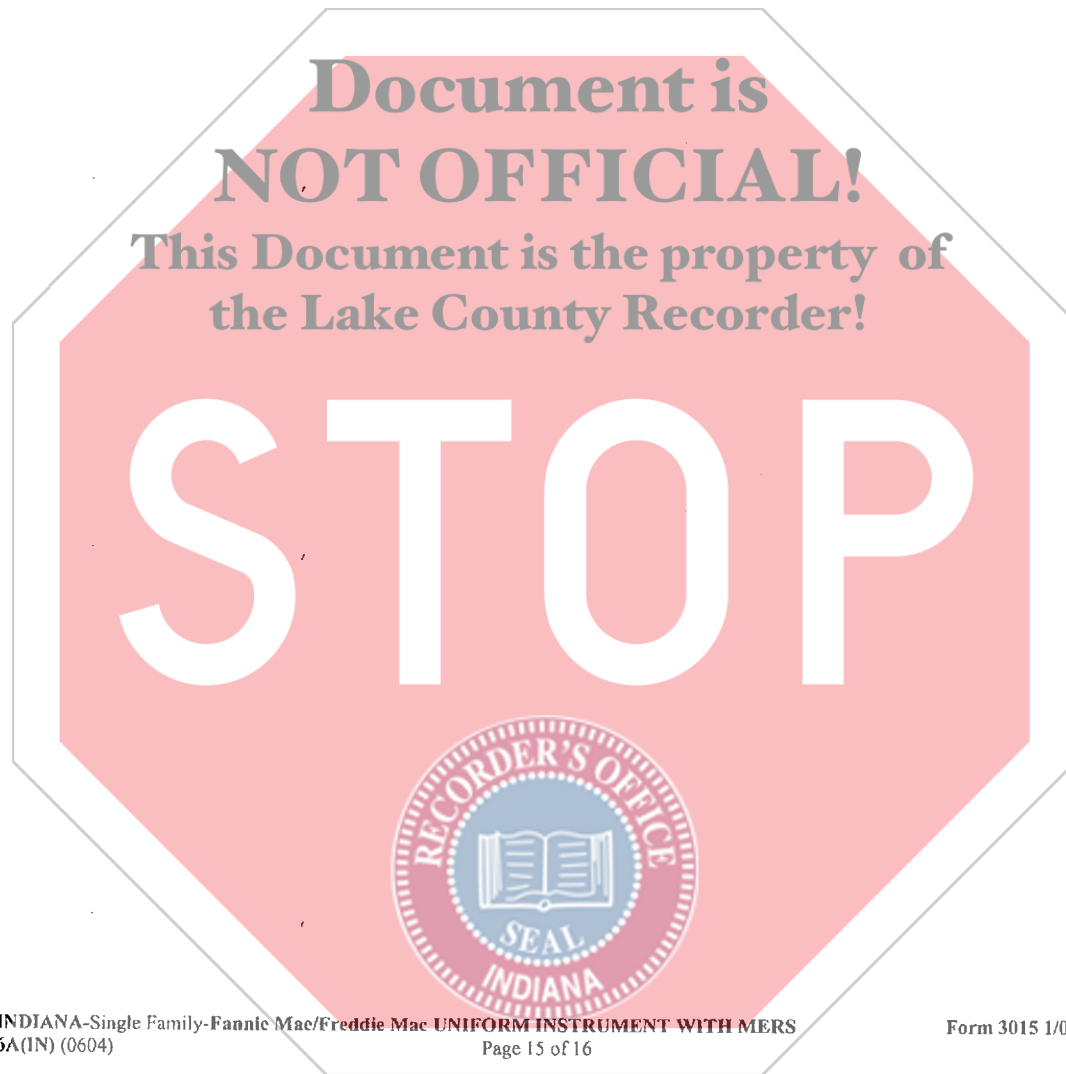 Document is
NOT OFFICIAL!
This Document is the property of
the Lake County Recorder!
STOP
RECORDER'S OFFICE
SEAL
INDIANA
INDIANA-Single Family-Fannie Mae/Freddie Mac UNIFORM INSTRUMENT WITH MERS
Form 3015 1/0
6A(IN) (0604)
Page 15 of 16